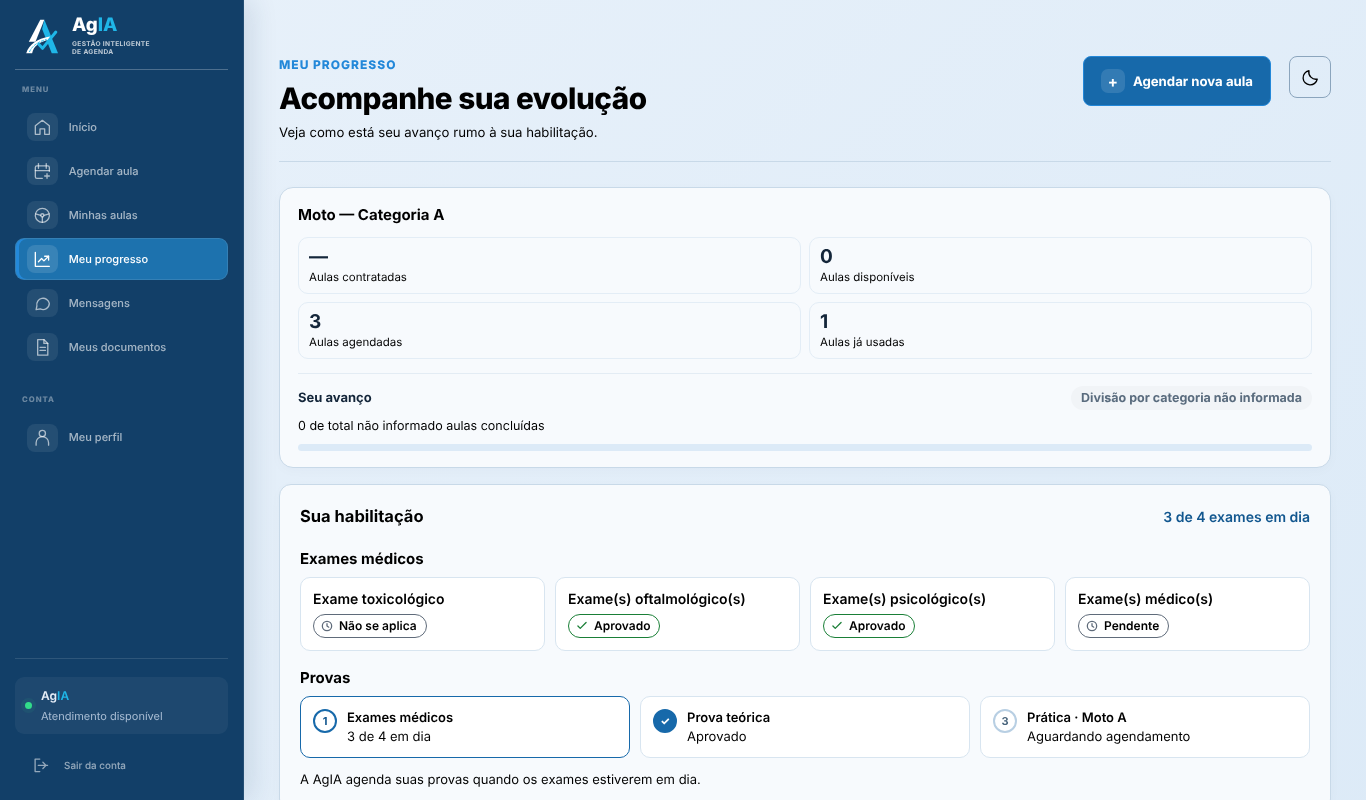 AgIA
GESTÃO INTELIGENTE
DE AGENDA
MENU
Início
Agendar aula
Minhas aulas
Meu progresso
Mensagens
Meus documentos
CONTA
Meu perfil
AgIA
Atendimento disponível
Sair da conta
MEU PROGRESSO
Acompanhe sua evolução
Veja como está seu avanço rumo à sua habilitação.
+ Agendar nova aula
Moto — Categoria A
—
Aulas contratadas
0
Aulas disponíveis
3
Aulas agendadas
1
Aulas já usadas
Seu avanço
Divisão por categoria não informada
0 de total não informado aulas concluídas
Sua habilitação
3 de 4 exames em dia
Exames médicos
Exame toxicológico
Não se aplica
Exame(s) oftalmológico(s)
Aprovado
Exame(s) psicológico(s)
Aprovado
Exame(s) médico(s)
Pendente
Provas
1
Exames médicos
3 de 4 em dia
Prova teórica
Aprovado
3
Prática · Moto A
Aguardando agendamento
A AgIA agenda suas provas quando os exames estiverem em dia.